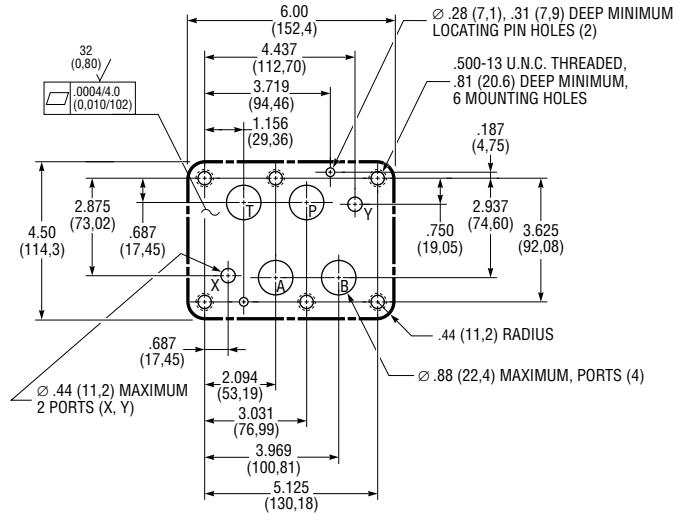 6.00
(152,4)
Ø .28 (7,1), .31 (7,9) DEEP MINIMUM
LOCATING PIN HOLES (2)
32
(0,80)
4.437
(112,70)
.500-13 U.N.C. THREADED,
.81 (20.6) DEEP MINIMUM,
6 MOUNTING HOLES
.0004/4.0
(0,010/102)
3.719
(94,46)
1.156
(29,36)
.187
(4,75)
4.50
(114,3)
2.875
(73,02)
.687
(17,45)
T
P
Y
.750
(19,05)
2.937
(74,60)
3.625
(92,08)
X
A
B
.687
(17,45)
.44 (11,2) RADIUS
Ø .44 (11,2) MAXIMUM
2 PORTS (X, Y)
2.094
(53,19)
Ø .88 (22,4) MAXIMUM, PORTS (4)
3.031
(76,99)
3.969
(100,81)
5.125
(130,18)